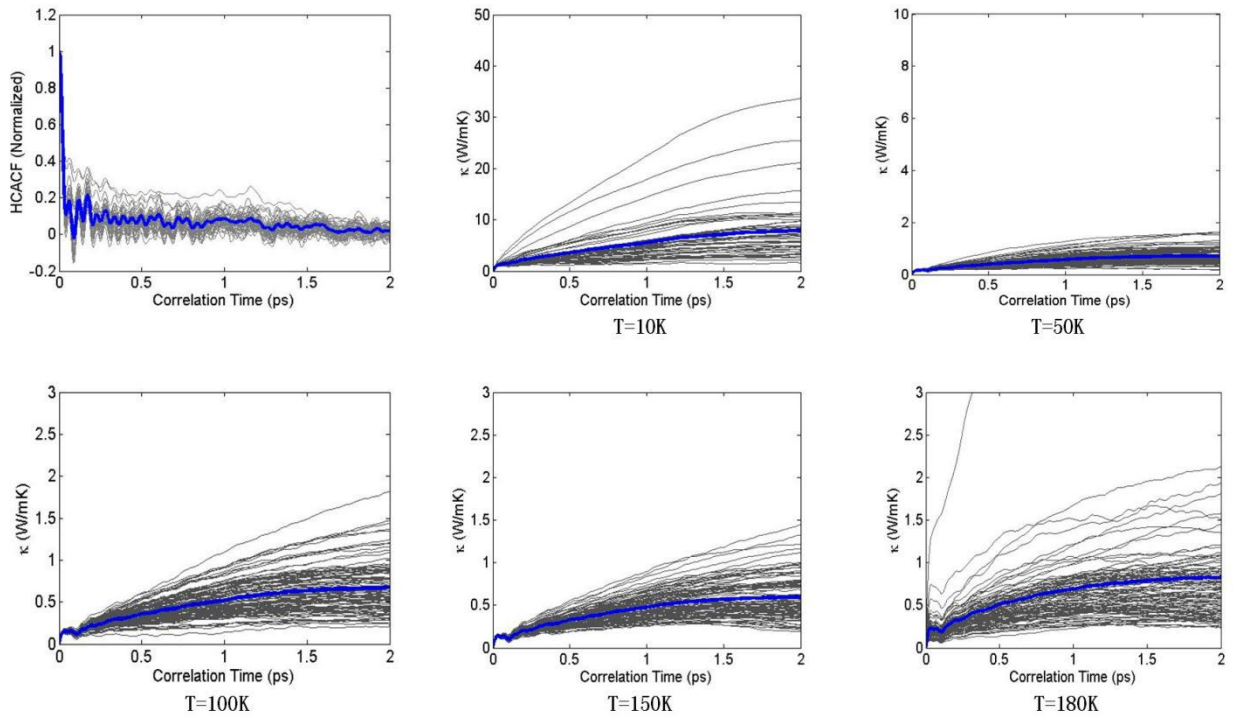 HCACF (Normalized)
1.2
1
0.8
0.6
0.4
0.2
0
-0.2
0 0.5 1 1.5 2
Correlation Time (ps)
κ (W/mK)
50
40
30
20
10
0
0 0.5 1 1.5 2
Correlation Time (ps)
T=10K
κ (W/mK)
10
8
6
4
2
0
0 0.5 1 1.5 2
Correlation Time (ps)
T=50K
κ (W/mK)
3
2.5
2
1.5
1
0.5
0
0 0.5 1 1.5 2
Correlation Time (ps)
T=100K
κ (W/mK)
3
2.5
2
1.5
1
0.5
0
0 0.5 1 1.5 2
Correlation Time (ps)
T=150K
κ (W/mK)
3
2.5
2
1.5
1
0.5
0
0 0.5 1 1.5 2
Correlation Time (ps)
T=180K